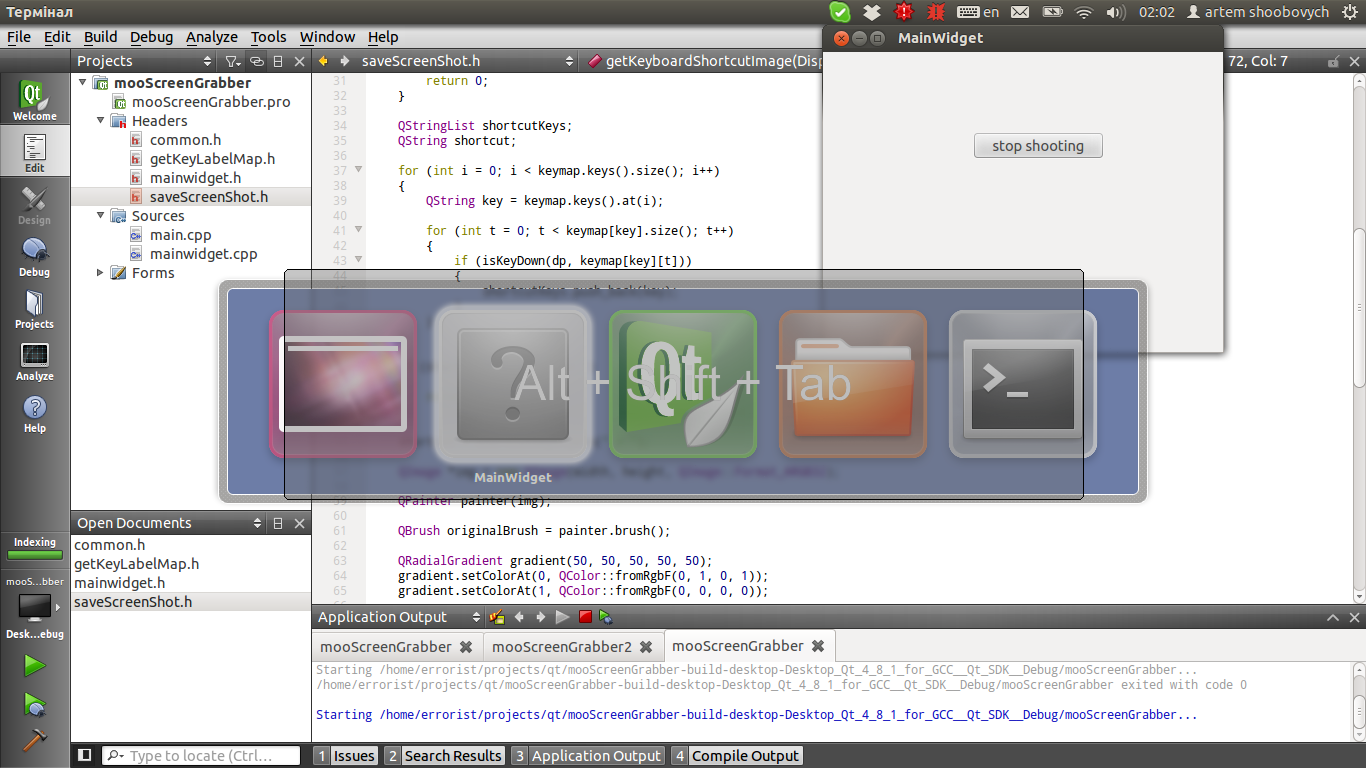 Термінал
en
02:02
artem shoobovych
File Edit Build Debug Analyze Tools Window Help
MainWidget
Projects
saveScreenShot.h
getKeyboardShortcutImage(Disp
72, Col: 7
Qt
Welcome
Edit
Design
Debug
Projects
Analyze
Help
mooScreenGrabber
mooScreenGrabber.pro
Headers
common.h
getKeyLabelMap.h
mainwidget.h
saveScreenShot.h
Sources
main.cpp
mainwidget.cpp
Forms
31 return 0;
32 }
33
34 QStringList shortcutKeys;
35 QString shortcut;
36
37 for (int i = 0; i < keymap.keys().size(); i++)
38 {
39 QString key = keymap.keys().at(i);
40
41 for (int t = 0; t < keymap[key].size(); t++)
42 {
43 if (isKeyDown(dp, keymap[key][t]))
44 {
shortcutKeys.push_back(key);
stop shooting
Qt
Alt + Shift + Tab
MainWidget
59 QPainter painter(img);
60
61 QBrush originalBrush = painter.brush();
62
63 QRadialGradient gradient(50, 50, 50, 50, 50);
64 gradient.setColorAt(0, QColor::fromRgbF(0, 1, 0, 1));
65 gradient.setColorAt(1, QColor::fromRgbF(0, 0, 0, 0));
Open Documents
common.h
getKeyLabelMap.h
mainwidget.h
saveScreenShot.h
Indexing
mooS...bber
Desk...ebug
Application Output
mooScreenGrabber
mooScreenGrabber2
mooScreenGrabber
Starting /home/errorist/projects/qt/mooScreenGrabber-build-desktop-Desktop_Qt_4_8_1_for_GCC__Qt_SDK__Debug/mooScreenGrabber...
/home/errorist/projects/qt/mooScreenGrabber-build-desktop-Desktop_Qt_4_8_1_for_GCC__Qt_SDK__Debug/mooScreenGrabber exited with code 0
Starting /home/errorist/projects/qt/mooScreenGrabber-build-desktop-Desktop_Qt_4_8_1_for_GCC__Qt_SDK__Debug/mooScreenGrabber...
Type to locate (Ctrl...
1 Issues
2 Search Results
3 Application Output
4 Compile Output